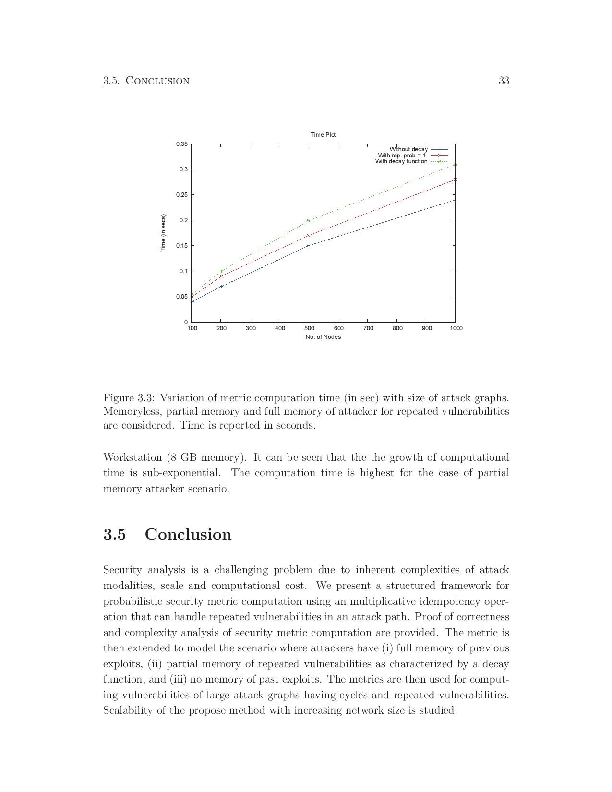 3.5. Conclusion 33
Time Plot
0.35
0.3
0.25
0.2
0.15
0.1
0.05
0
Time (in secs)
Without decay
With rep. prob = 1
With decay function
100 200 300 400 500 600 700 800 900 1000
No. of Nodes
Figure 3.3: Variation of metric computation time (in sec) with size of attack graphs.
Memoryless, partial memory and full memory of attacker for repeated vulnerabilities
are considered. Time is reported in seconds.
Workstation (8 GB memory). It can be seen that the the growth of computational
time is sub-exponential. The computation time is highest for the case of partial
memory attacker scenario.
3.5 Conclusion
Security analysis is a challenging problem due to inherent complexities of attack
modalities, scale and computational cost. We present a structured framework for
probabilistic security metric computation using an multiplicative idempotency oper-
ation that can handle repeated vulnerabilities in an attack path. Proof of correctness
and complexity analysis of security metric computation are provided. The metric is
then extended to model the scenario where attackers have (i) full memory of previous
exploits, (ii) partial memory of repeated vulnerabilities as characterized by a decay
function, and (iii) no memory of past exploits. The metrics are then used for comput-
ing vulnerabilities of large attack graphs having cycles and repeated vulnerabilities.
Scalability of the propose method with increasing network size is studied.